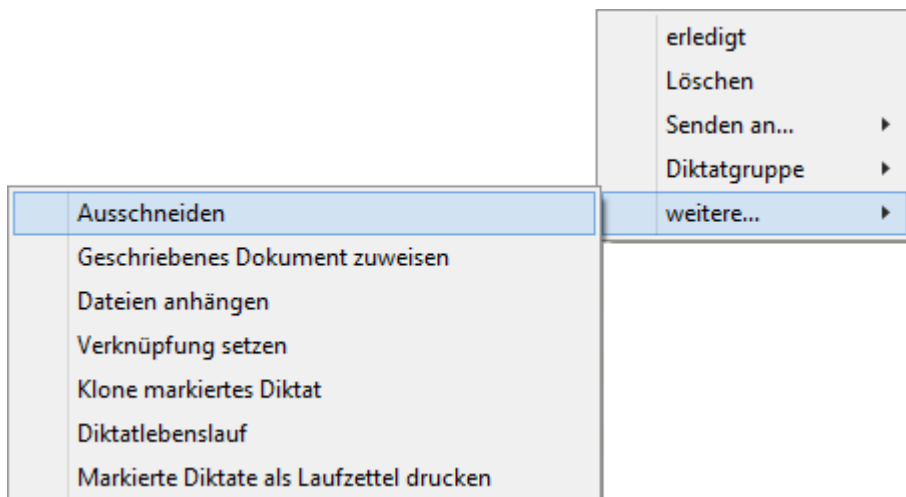 erledigt
Löschen
Senden an...
Diktatgruppe
weitere...
Ausschneiden
Geschriebenes Dokument zuweisen
Dateien anhängen
Verknüpfung setzen
Klone markiertes Diktat
Diktatlebenslauf
Markierte Diktate als Laufzettel drucken